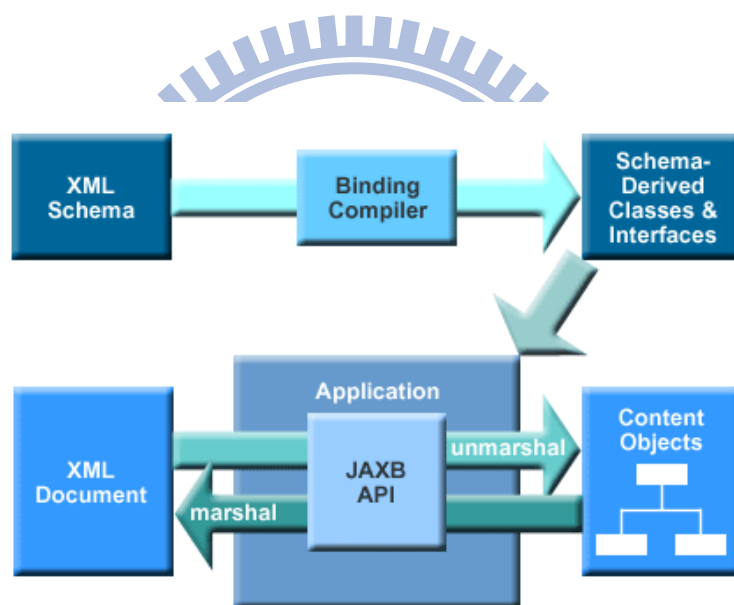 XML
Schema
Binding
Compiler
Schema-
Derived
Classes &
Interfaces
Application
XML
Document
JAXB
API
unmarshal
marshal
Content
Objects